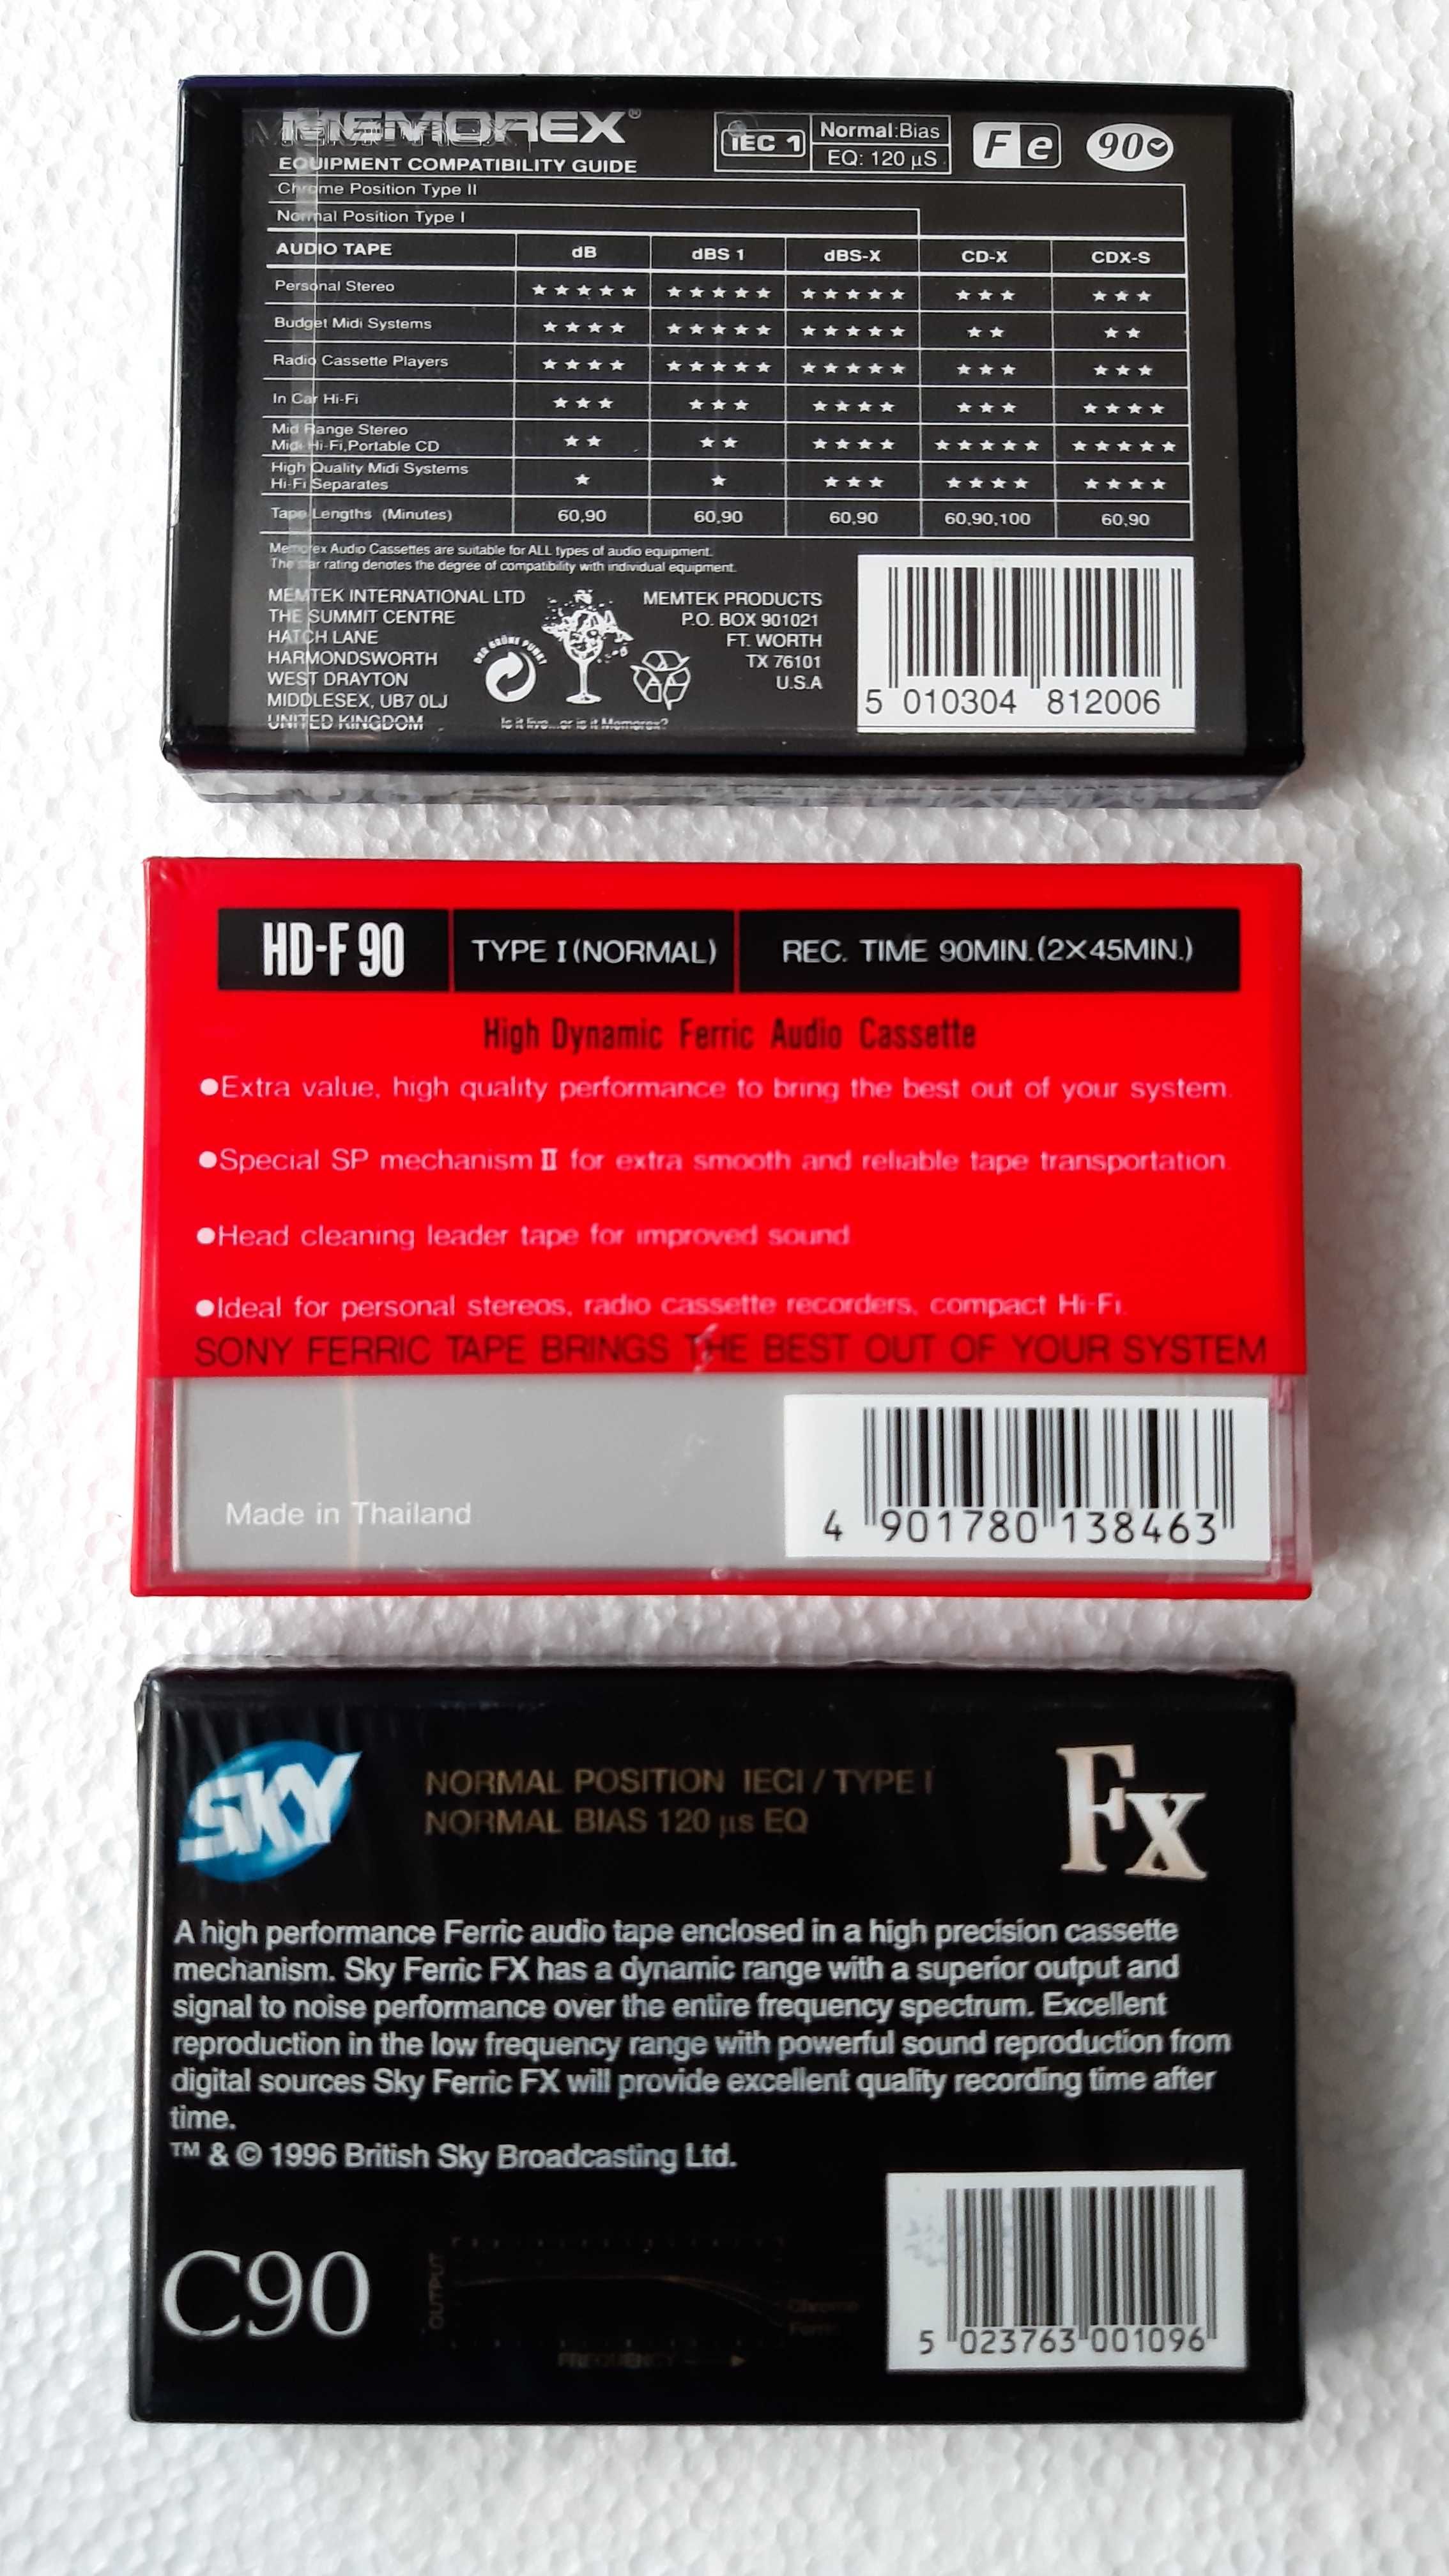 MEMOREX®
EQUIPMENT COMPATIBILITY GUIDE
IEC 1
Normal:Bias
EQ: 120 µS
Fe
90
Chrome Position Type II
Normal Position Type I
AUDIO TAPE dB dBS 1 dBS-X CD-X CDX-S
Personal Stereo ★★★★★ ★★★★★ ★★★★★ ★★★ ★★★
Budget Midi Systems ★★★★ ★★★★★ ★★★★★ ★★ ★★
Radio Cassette Players ★★★★ ★★★★★ ★★★★★ ★★★ ★★★
In Car Hi-Fi ★★★ ★★★ ★★★★ ★★★ ★★★★
Mid Range Stereo
Midi Hi-Fi,Portable CD ★★ ★★ ★★★★ ★★★★★ ★★★★★
High Quality Midi Systems
Hi-Fi Separates ★ ★ ★★★ ★★★★ ★★★★
Tape Lengths (Minutes) 60,90 60,90 60,90 60,90,100 60,90
Memorex Audio Cassettes are suitable for ALL types of audio equipment.
The star rating denotes the degree of compatibility with individual equipment.
MEMTEK INTERNATIONAL LTD
THE SUMMIT CENTRE
HATCH LANE
HARMONDSWORTH
WEST DRAYTON
MIDDLESEX, UB7 0LJ
UNITED KINGDOM
DER GRÜNE PUNKT
Is it live...or is it Memorex?
MEMTEK PRODUCTS
P.O. BOX 901021
FT. WORTH
TX 76101
U.S.A
5 010304 812006
HD-F 90 TYPE I (NORMAL) REC. TIME 90MIN. (2X45MIN.)
High Dynamic Ferric Audio Cassette
●Extra value, high quality performance to bring the best out of your system.
●Special SP mechanism II for extra smooth and reliable tape transportation.
●Head cleaning leader tape for improved sound
●Ideal for personal stereos, radio cassette recorders, compact Hi-Fi.
SONY FERRIC TAPE BRINGS THE BEST OUT OF YOUR SYSTEM
Made in Thailand
4 901780 138463
SKY
NORMAL POSITION IECI / TYPE I
NORMAL BIAS 120 µs EQ
Fx
A high performance Ferric audio tape enclosed in a high precision cassette
mechanism. Sky Ferric FX has a dynamic range with a superior output and
signal to noise performance over the entire frequency spectrum. Excellent
reproduction in the low frequency range with powerful sound reproduction from
digital sources Sky Ferric FX will provide excellent quality recording time after
time.
™ & © 1996 British Sky Broadcasting Ltd.
C90
OUTPUT
Chrome
Ferric
FREQUENCY
5 023763 001096